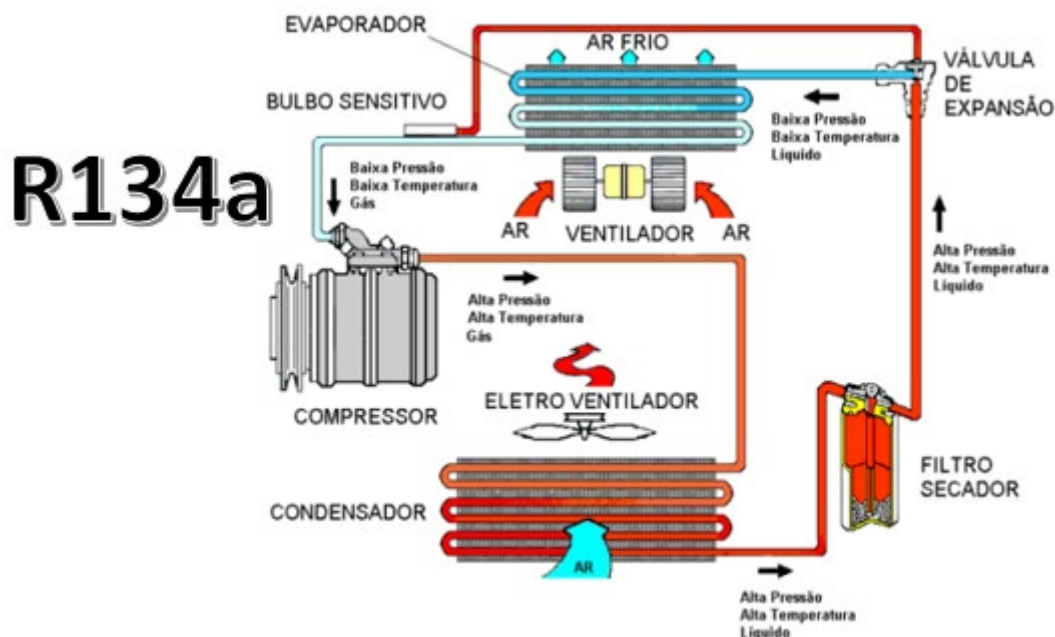 EVAPORADOR
AR FRIO
VÁLVULA
DE
EXPANSÃO
BULBO SENSITIVO
Baixa Pressão
Baixa Temperatura
Líquido
R134a
Baixa Pressão
Baixa Temperatura
Gás
AR
VENTILADOR
AR
Alta Pressão
Alta Temperatura
Líquido
Alta Pressão
Alta Temperatura
Gás
COMPRESSOR
ELETRO VENTILADOR
FILTRO
SECADOR
CONDENSADOR
AR
Alta Pressão
Alta Temperatura
Líquido